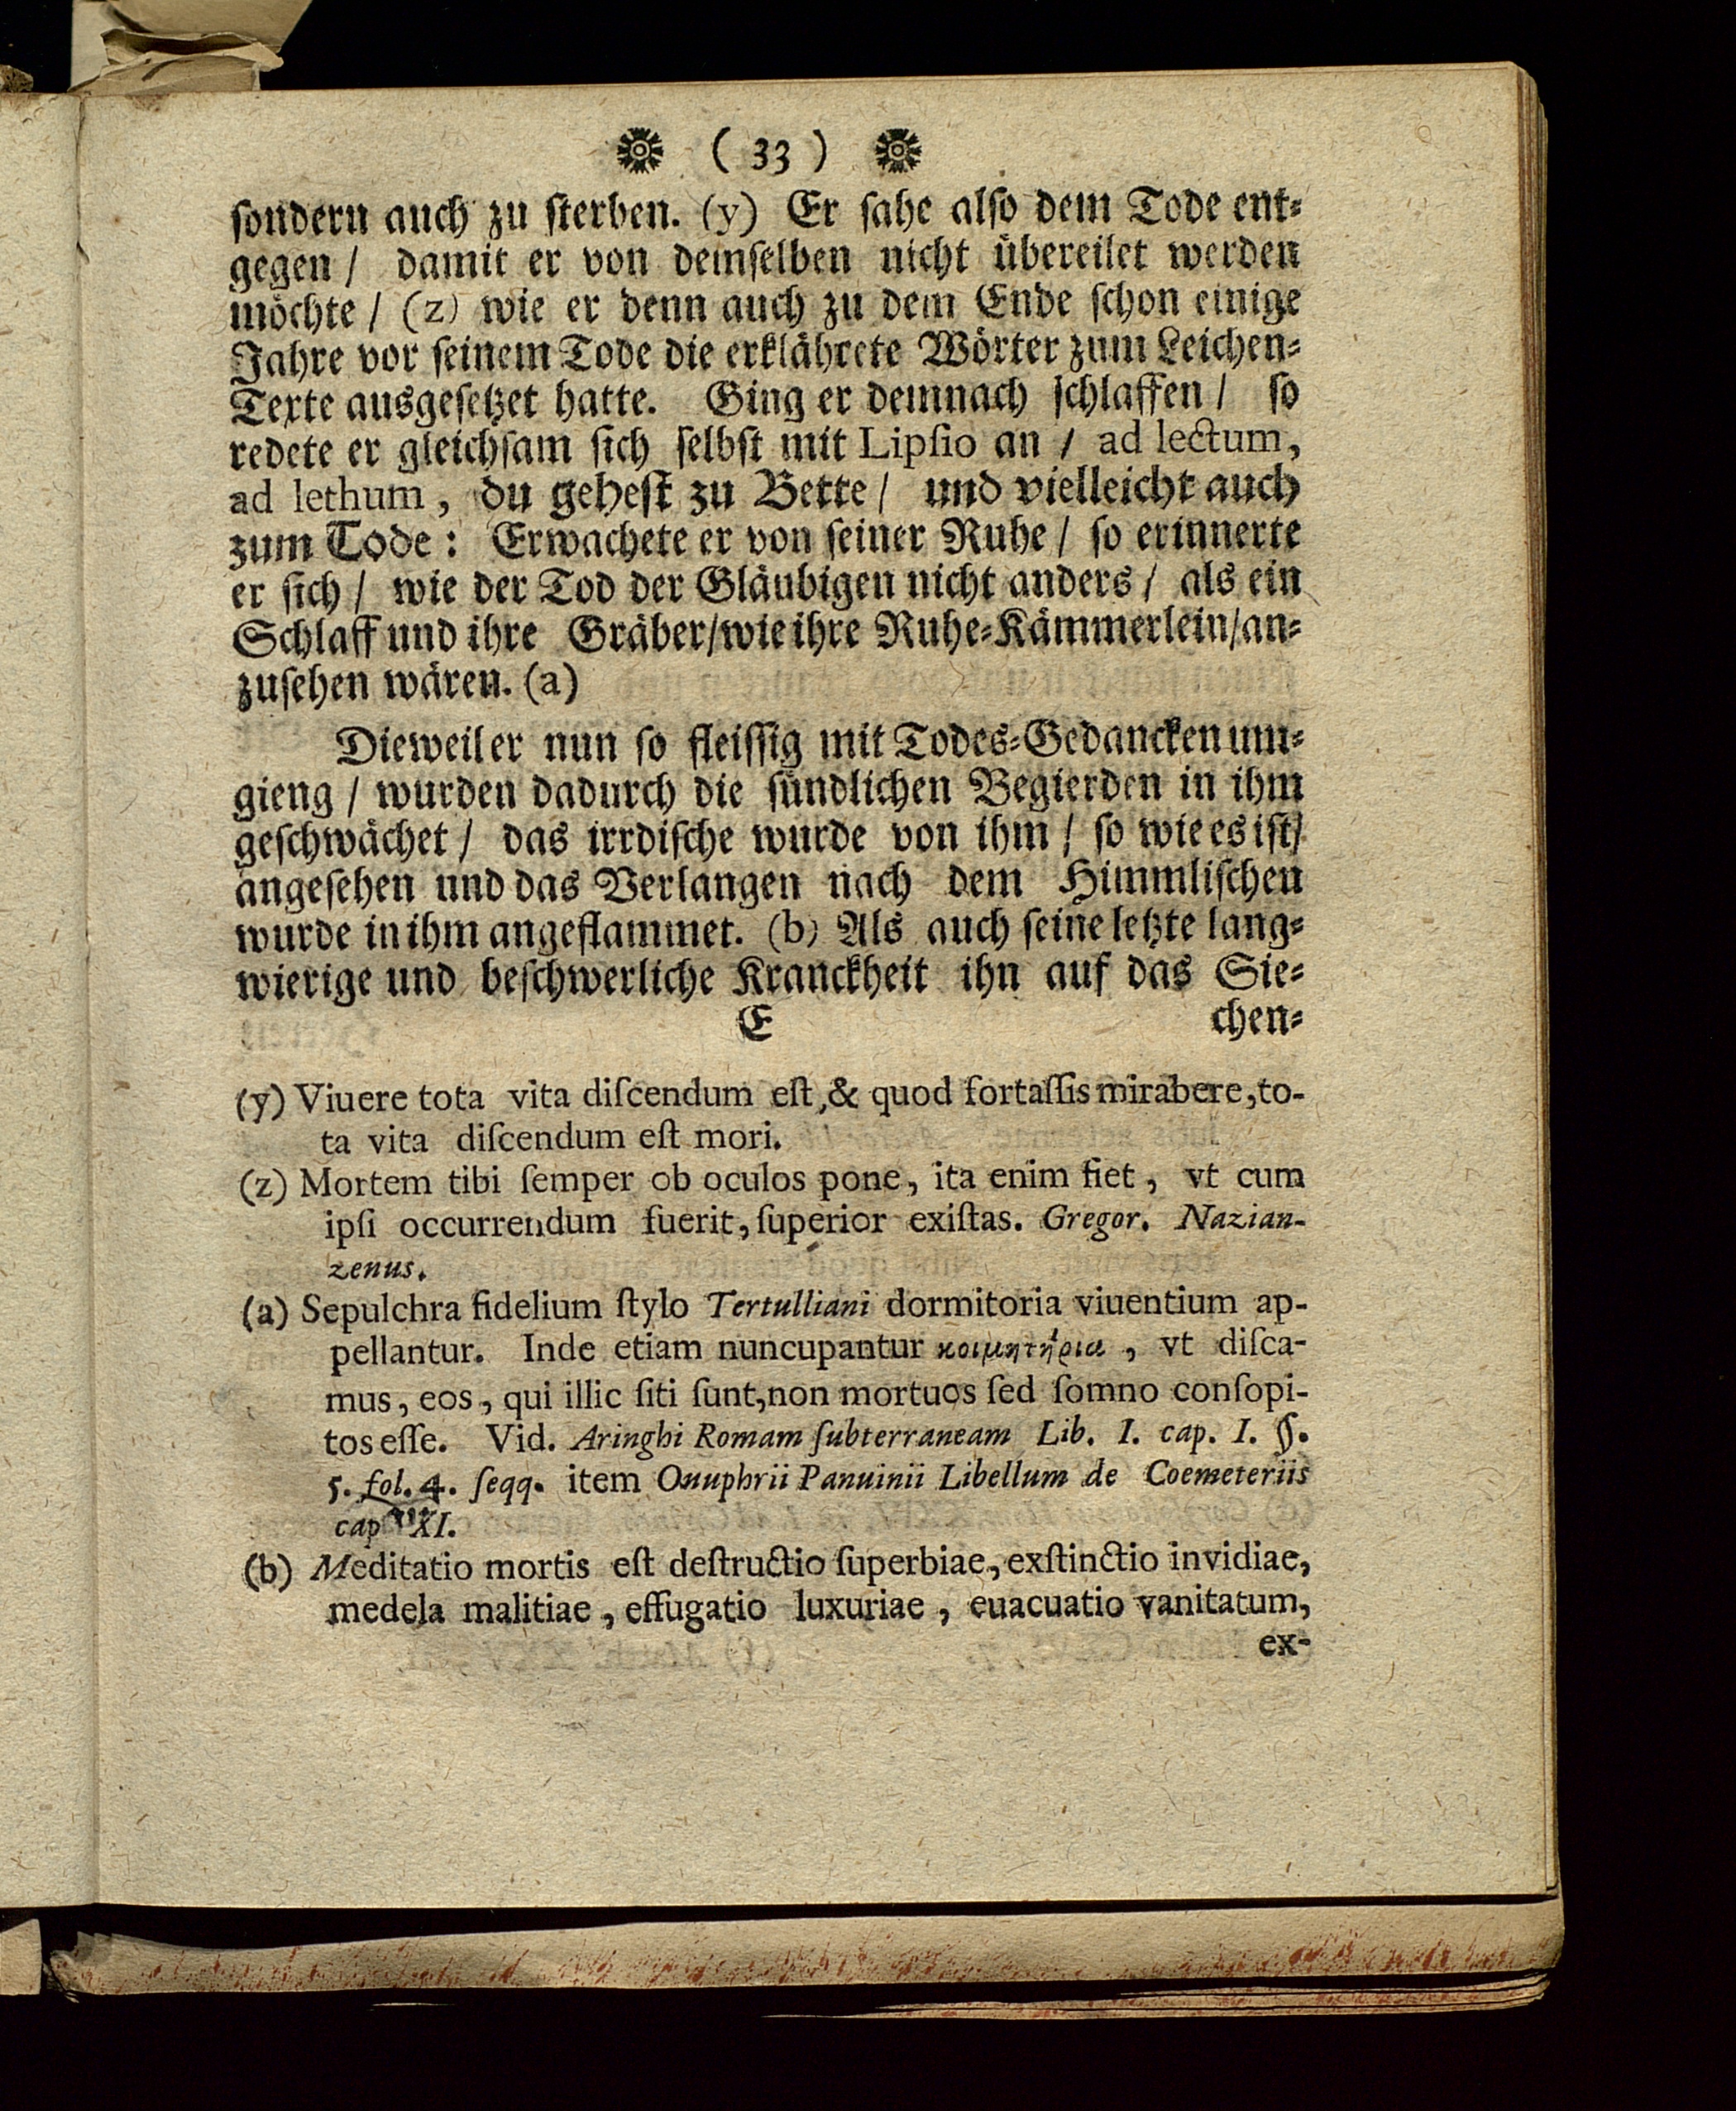 ( 33 )
sondern auch zu sterben. (y) Er sahe also dem Tode ent-
gegen / damit er von demselben nicht übereilet werden
möchte / (z) wie er denn auch zu dem Ende schon einige
Jahre vor seinem Tode die erklährete Wörter zum Leichen-
Texte ausgesetzet hatte. Ging er demnach schlaffen / so
redete er gleichsam sich selbst mit Lipſio an / ad lectum,
ad lethum, du gehest zu Bette / und vielleicht auch
zum Tode: Erwachete er von seiner Ruhe / so erinnerte
er sich / wie der Tod der Gläubigen nicht anders / als ein
Schlaff und ihre Gräber/wie ihre Ruhe-Kämmerlein/an-
zusehen wären. (a)
Dieweil er nun so fleissig mit Todes-Gedancken um-
gieng / wurden dadurch die sündlichen Begierden in ihm
geschwächet / das irrdische wurde von ihm / so wie es ist/
angesehen und das Verlangen nach dem Himmlischen
wurde in ihm angeflammet. (b) Als auch seine letzte lang-
wierige und beschwerliche Kranckheit ihn auf das Sie-
E chen-
(y) Viuere tota vita diſcendum eſt,& quod fortaſſis mirabere,to-
ta vita diſcendum eſt mori.
(z) Mortem tibi ſemper ob oculos pone, ita enim fiet, vt cum
ipſi occurrendum fuerit, ſuperior exiſtas. Gregor. Nazian-
zenus.
(a) Sepulchra fidelium ſtylo Tertulliani dormitoria viuentium ap-
pellantur. Inde etiam nuncupantur κοιμητήρια, vt diſca-
mus, eos, qui illic ſiti ſunt,non mortuos ſed ſomno conſopi-
tos eſſe. Vid. Aringhi Romam ſubterraneam Lib. I. cap. I. §.
5. fol. 4. ſeqq. item Onuphrii Panuinii Libellum de Coemeteriis
cap XI.
(b) Meditatio mortis eſt deſtructio ſuperbiae, exſtinctio invidiae,
medela malitiae, effugatio luxuriae, euacuatio vanitatum,
ex-